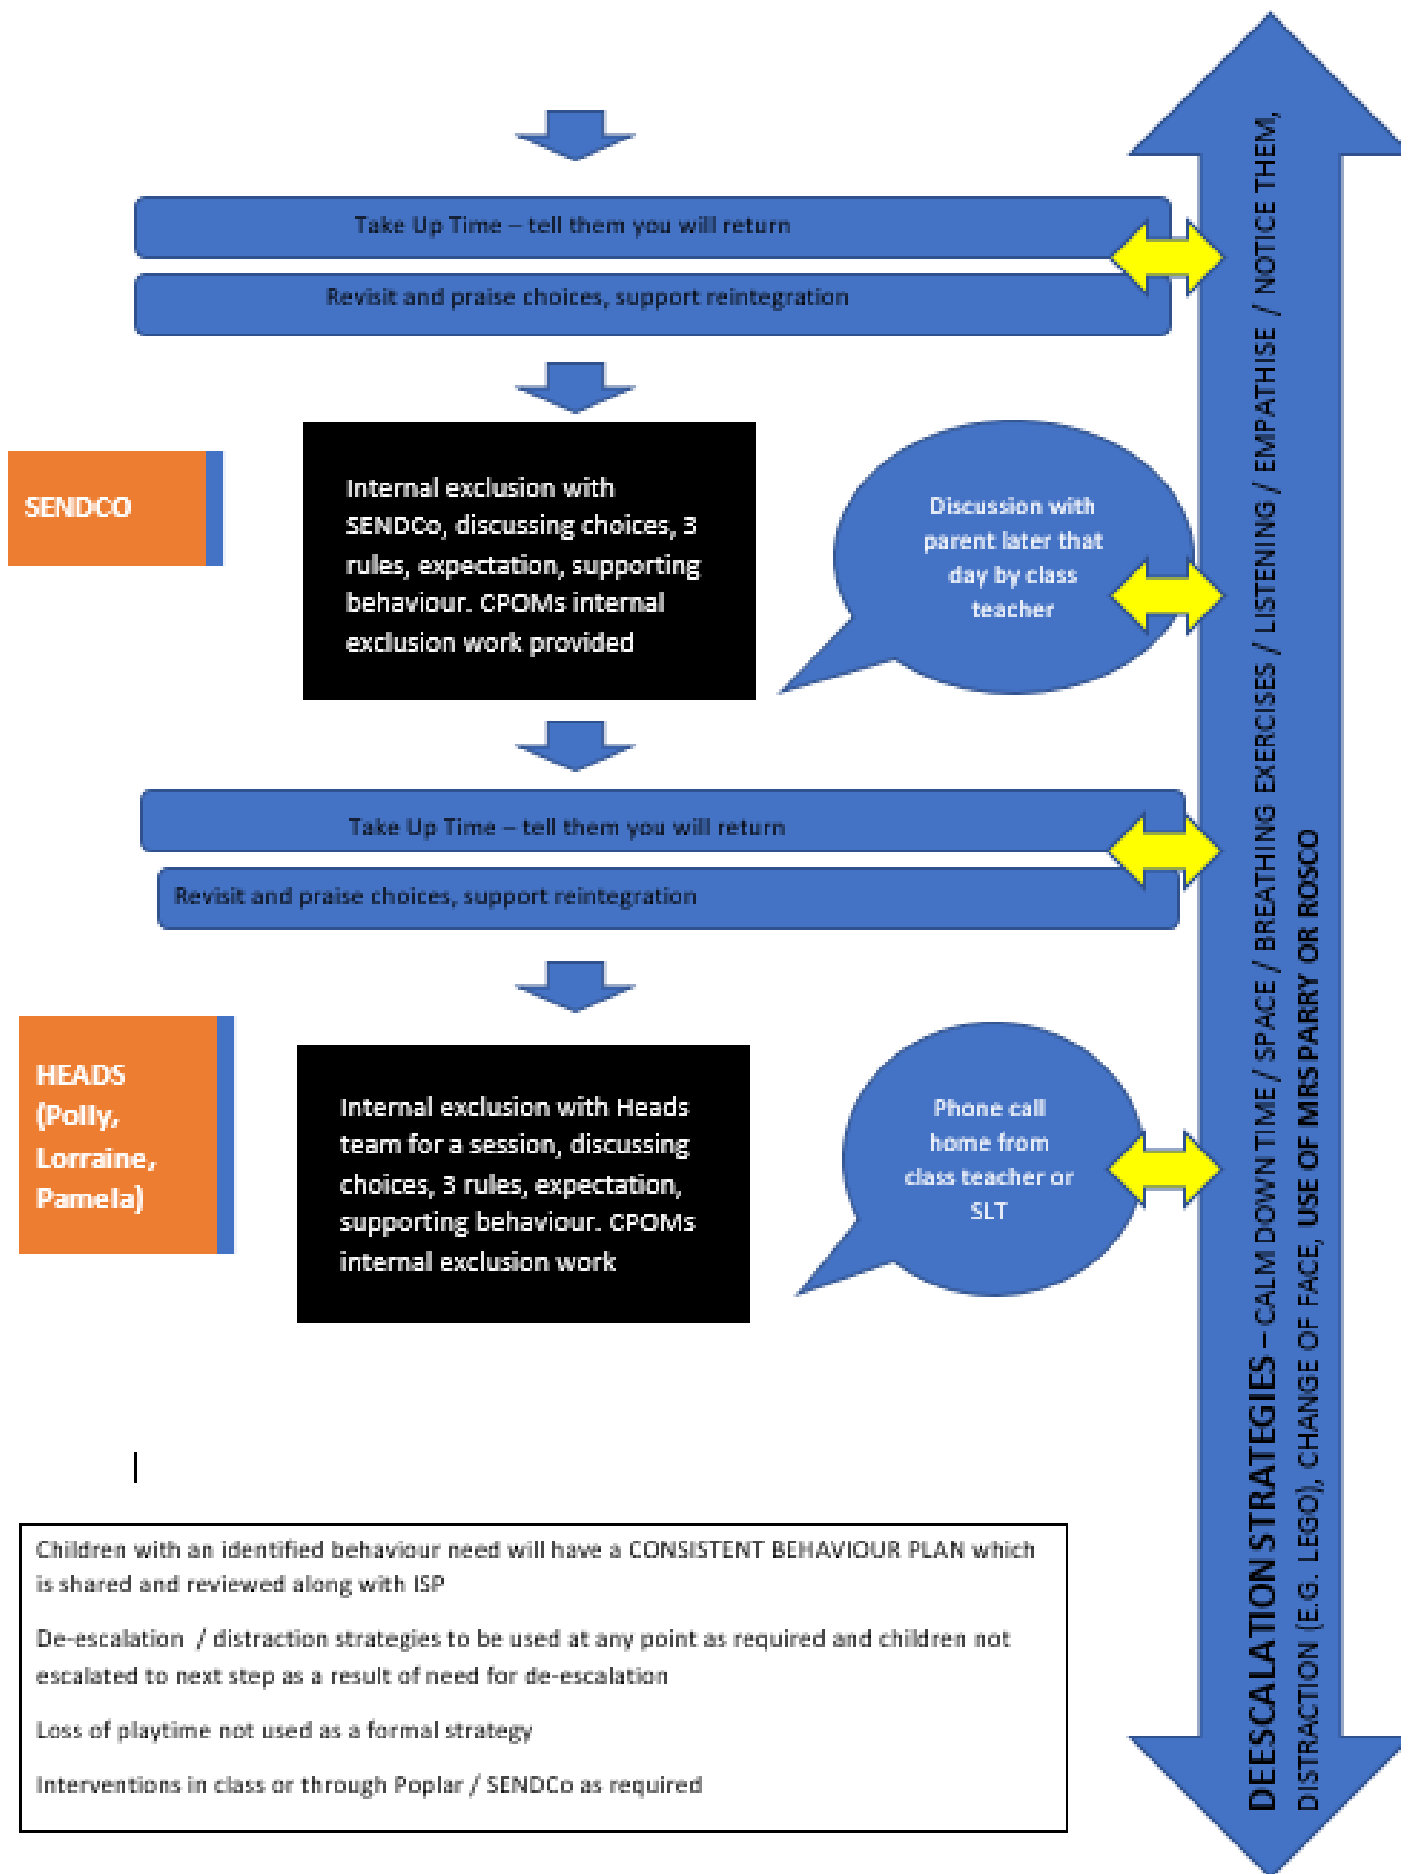 Take Up Time – tell them you will return
Revisit and praise choices, support reintegration
SENDCO
Internal exclusion with
SENDCo, discussing choices, 3
rules, expectation, supporting
behaviour. CPOMs internal
exclusion work provided
Discussion with
parent later that
day by class
teacher
Take Up Time – tell them you will return
Revisit and praise choices, support reintegration
HEADS
(Polly,
Lorraine,
Pamela)
Internal exclusion with Heads
team for a session, discussing
choices, 3 rules, expectation,
supporting behaviour. CPOMs
internal exclusion work
Phone call
home from
class teacher or
SLT
DEESCALATION STRATEGIES – CALM DOWN TIME / SPACE / BREATHING EXERCISES / LISTENING / EMPATHISE / NOTICE THEM,
DISTRACTION (E.G. LEGO), CHANGE OF FACE, USE OF MRS PARRY OR ROSCO
Children with an identified behaviour need will have a CONSISTENT BEHAVIOUR PLAN which
is shared and reviewed along with ISP
De-escalation / distraction strategies to be used at any point as required and children not
escalated to next step as a result of need for de-escalation
Loss of playtime not used as a formal strategy
Interventions in class or through Poplar / SENDCo as required